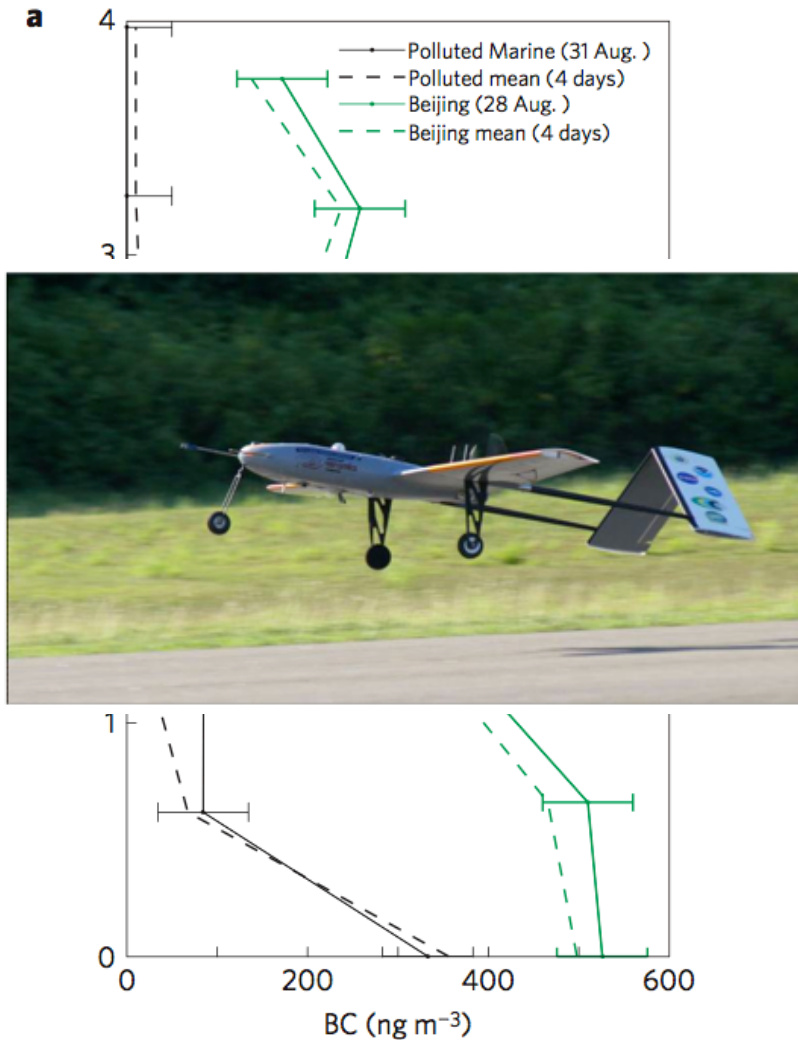 a
4
Polluted Marine (31 Aug.)
Polluted mean (4 days)
Beijing (28 Aug.)
Beijing mean (4 days)
3
1
0
0 200 400 600
BC (ng m⁻³)